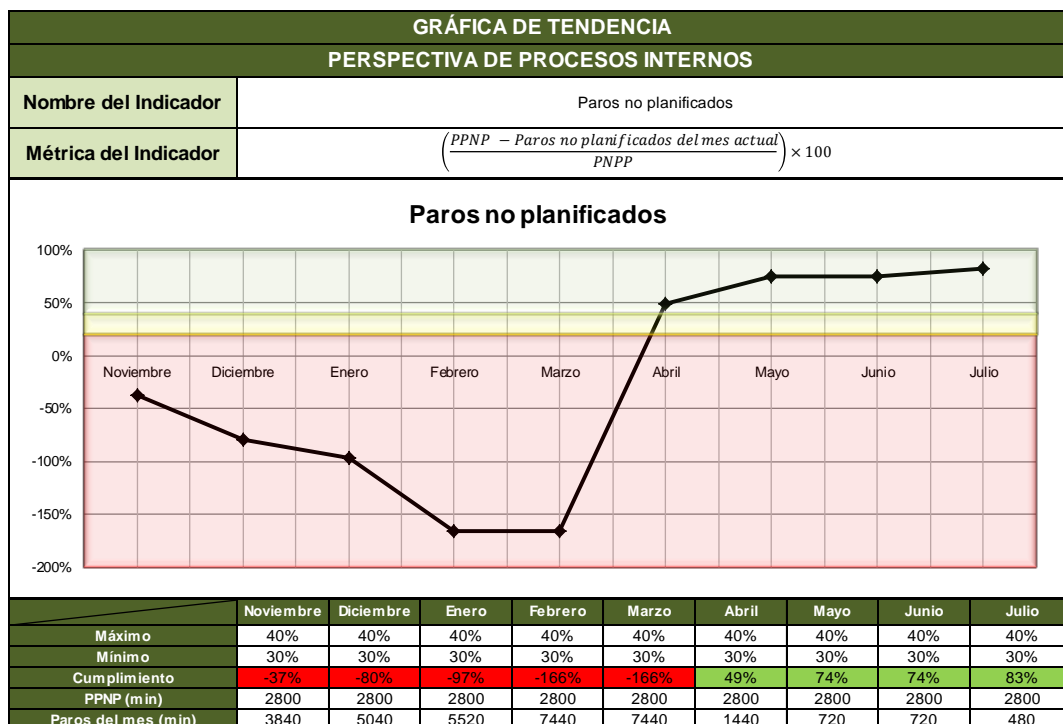 GRÁFICA DE TENDENCIA
PERSPECTIVA DE PROCESOS INTERNOS
Nombre del Indicador Paros no planificados
Métrica del Indicador (PPNP − Paros no planificados del mes actual / PNPP) × 100
Paros no planificados
100%
50%
0%
Noviembre Diciembre Enero Febrero Marzo Abril Mayo Junio Julio
-50%
-100%
-150%
-200%
Noviembre Diciembre Enero Febrero Marzo Abril Mayo Junio Julio
Máximo 40% 40% 40% 40% 40% 40% 40% 40% 40%
Mínimo 30% 30% 30% 30% 30% 30% 30% 30% 30%
Cumplimiento -37% -80% -97% -166% -166% 49% 74% 74% 83%
PPNP (min) 2800 2800 2800 2800 2800 2800 2800 2800 2800
Paros del mes (min) 3840 5040 5520 7440 7440 1440 720 720 480